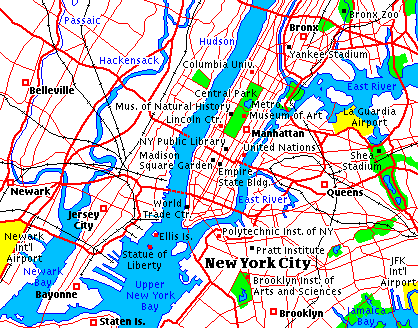 Bronx Zoo
Passaic
Bronx
Hudson
Yankee Stadium
Hackensack
Columbia Univ.
Belleville
East River
Central Park
Mus. of Natural History
Metro.
Museum of Art
La Guardia
Airport
Lincoln Ctr.
Manhattan
NY Public Library
United Nations
Madison
Square Garden
Shea
Stadium
Empire
State Bldg.
Newark
Queens
World
Trade Ctr.
East River
Jersey
City
Polytechnic Inst. of NY
Ellis Is.
Newark
Int'l
Airport
Statue of
Liberty
Pratt Institute
New York City
JFK
Int'l
Airport
Newark
Bay
Brooklyn Inst. of
Arts and Sciences
Bayonne
Upper
New York
Bay
Jamaica
Bay
Brooklyn
Staten Is.